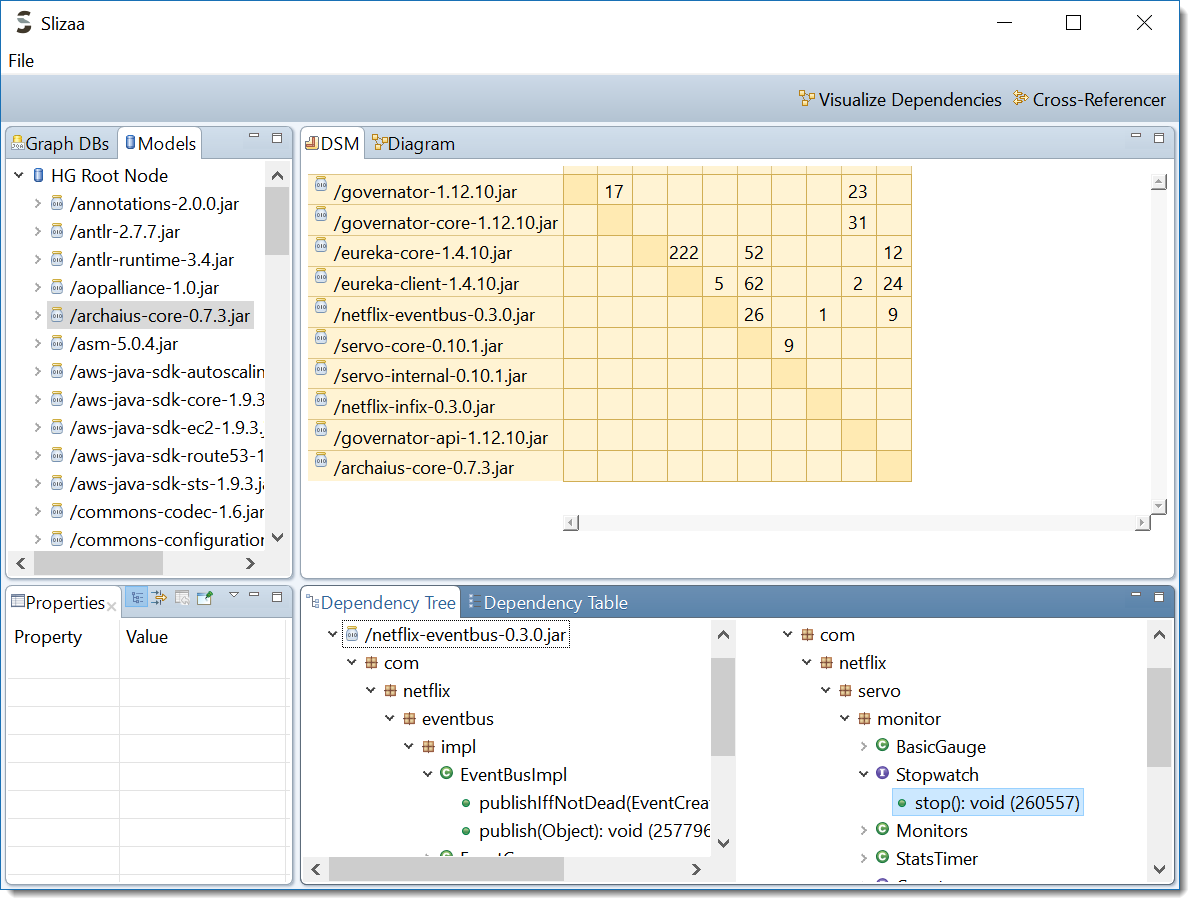 Slizaa
File
Visualize Dependencies Cross-Referencer
Graph DBs Models
HG Root Node
/annotations-2.0.0.jar
/antlr-2.7.7.jar
/antlr-runtime-3.4.jar
/aopalliance-1.0.jar
/archaius-core-0.7.3.jar
/asm-5.0.4.jar
/aws-java-sdk-autoscalin
/aws-java-sdk-core-1.9.3
/aws-java-sdk-ec2-1.9.3.
/aws-java-sdk-route53-1
/aws-java-sdk-sts-1.9.3.ja
/commons-codec-1.6.jar
/commons-configuration
DSM Diagram
/governator-1.12.10.jar 17 23
/governator-core-1.12.10.jar 31
/eureka-core-1.4.10.jar 222 52 12
/eureka-client-1.4.10.jar 5 62 2 24
/netflix-eventbus-0.3.0.jar 26 1 9
/servo-core-0.10.1.jar 9
/servo-internal-0.10.1.jar
/netflix-infix-0.3.0.jar
/governator-api-1.12.10.jar
/archaius-core-0.7.3.jar
Properties
Property Value
Dependency Tree Dependency Table
/netflix-eventbus-0.3.0.jar
com
netflix
eventbus
impl
EventBusImpl
publishIffNotDead(EventCrea
publish(Object): void (257796
com
netflix
servo
monitor
BasicGauge
Stopwatch
stop(): void (260557)
Monitors
StatsTimer